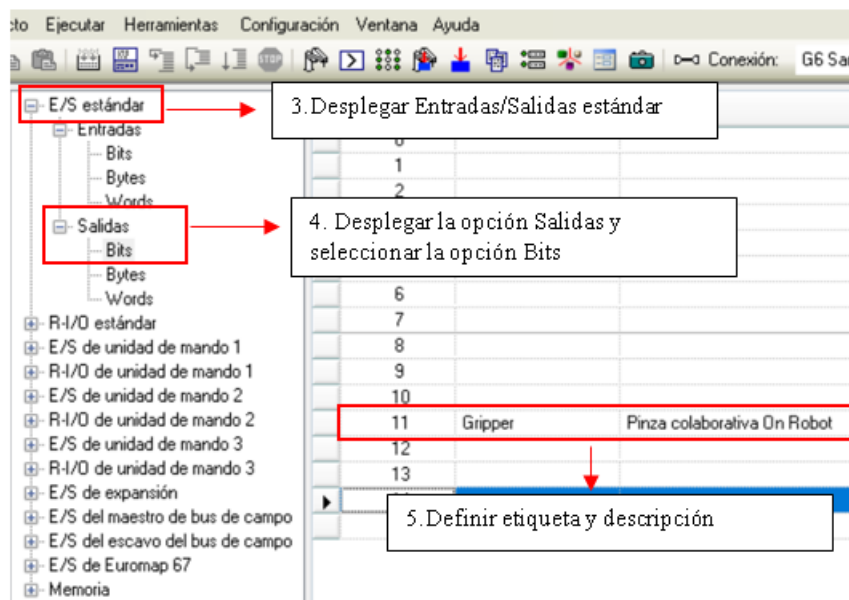 cto Ejecutar Herramientas Configuración Ventana Ayuda
Conexión: G6 Sa
E/S estándar
Entradas
Bits
Bytes
Words
Salidas
Bits
Bytes
Words
R-I/O estándar
E/S de unidad de mando 1
R-I/O de unidad de mando 1
E/S de unidad de mando 2
R-I/O de unidad de mando 2
E/S de unidad de mando 3
R-I/O de unidad de mando 3
E/S de expansión
E/S del maestro de bus de campo
E/S del escavo del bus de campo
E/S de Euromap 67
Memoria
3.Desplegar Entradas/Salidas estándar
0
1
2
4. Desplegar la opción Salidas y
seleccionar la opción Bits
6
7
8
9
10
11 Gripper Pinza colaborativa On Robot
12
13
5.Definir etiqueta y descripción